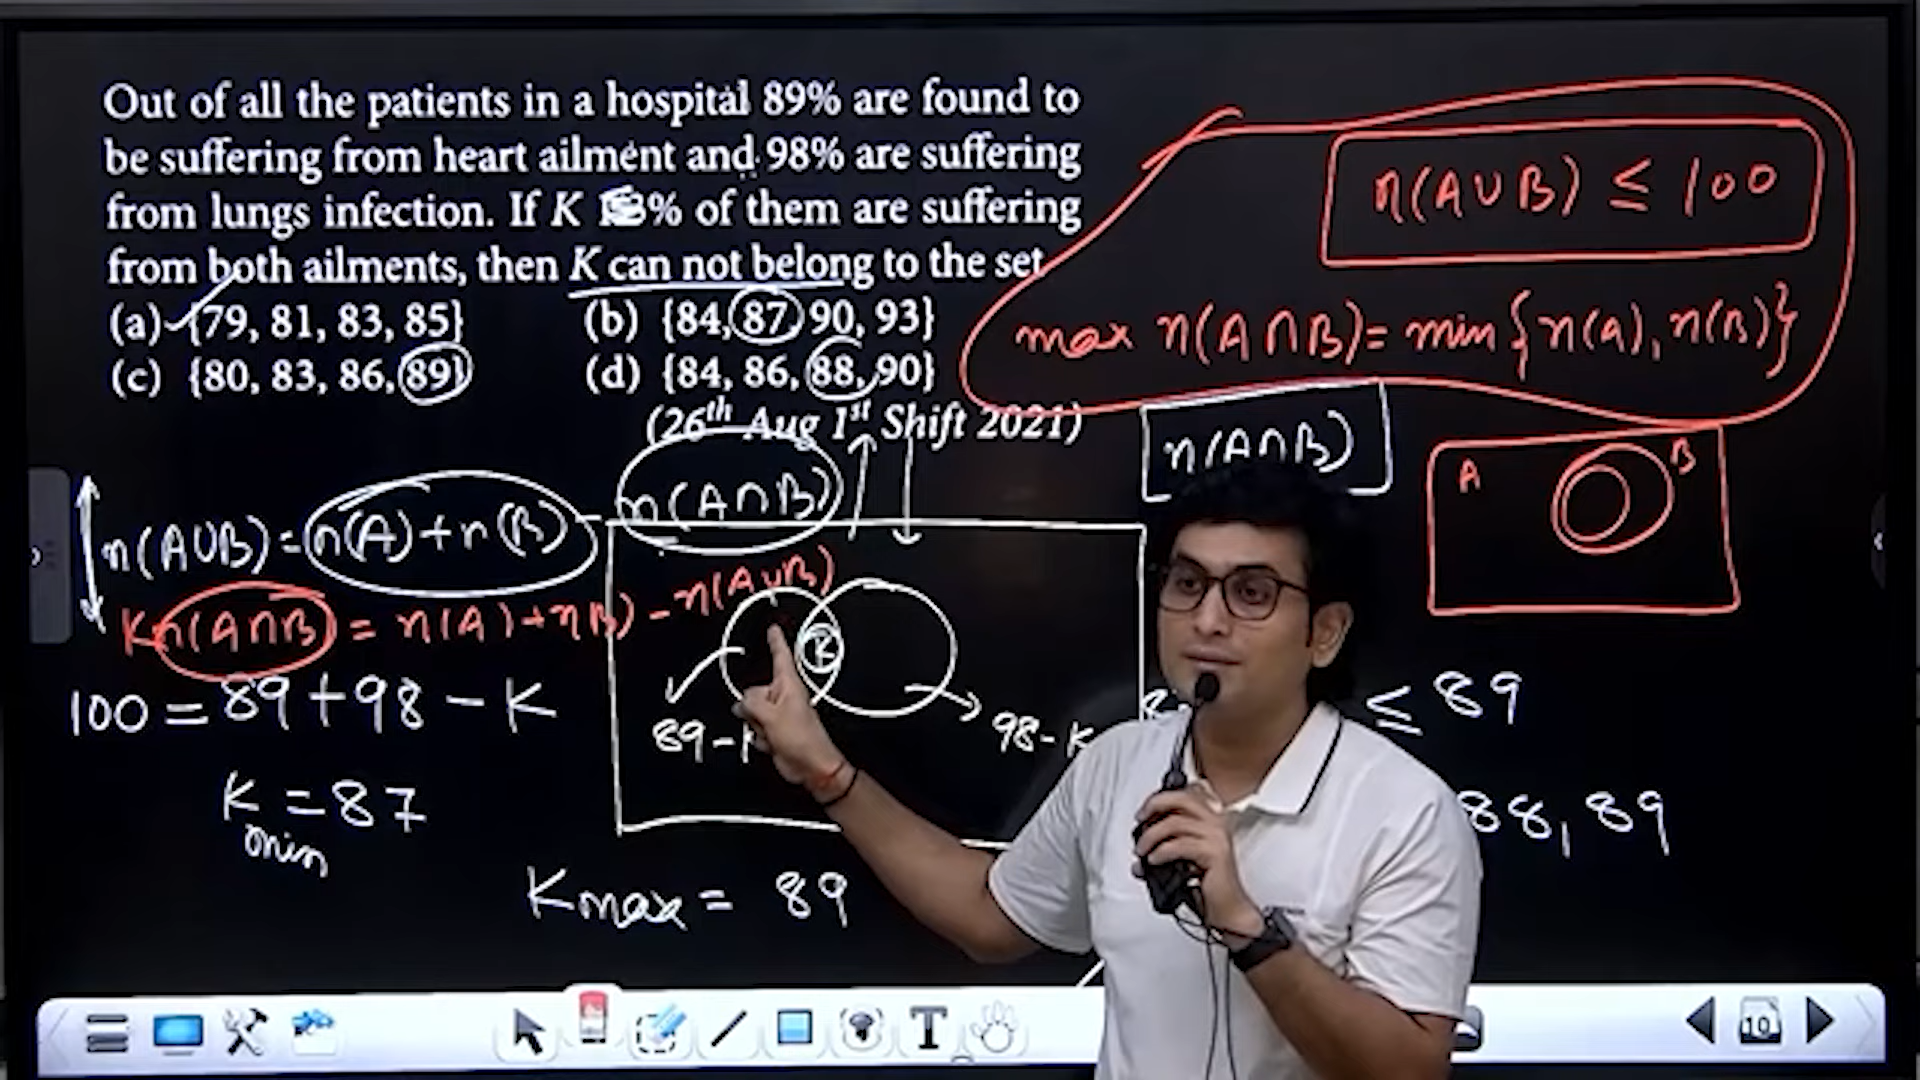 Out of all the patients in a hospital 89% are found to
be suffering from heart ailment and 98% are suffering
from lungs infection. If K % of them are suffering
from both ailments, then K can not belong to the set
(a) {79, 81, 83, 85} (b) {84, 87, 90, 93}
(c) {80, 83, 86, 89} (d) {84, 86, 88, 90}
(26th Aug 1st Shift 2021)
n(A∪B) ≤ 100
max n(A∩B) = min {n(A), n(B)}
n(A∩B)
A B
n(A∪B) = n(A) + n(B) - n(A∩B)
K n(A∩B) = n(A) + n(B) - n(A∪B)
100 = 89 + 98 - K
K = 87
min
K
89 - K
98 - K
Kmax = 89
≤ 89
88, 89
T
10